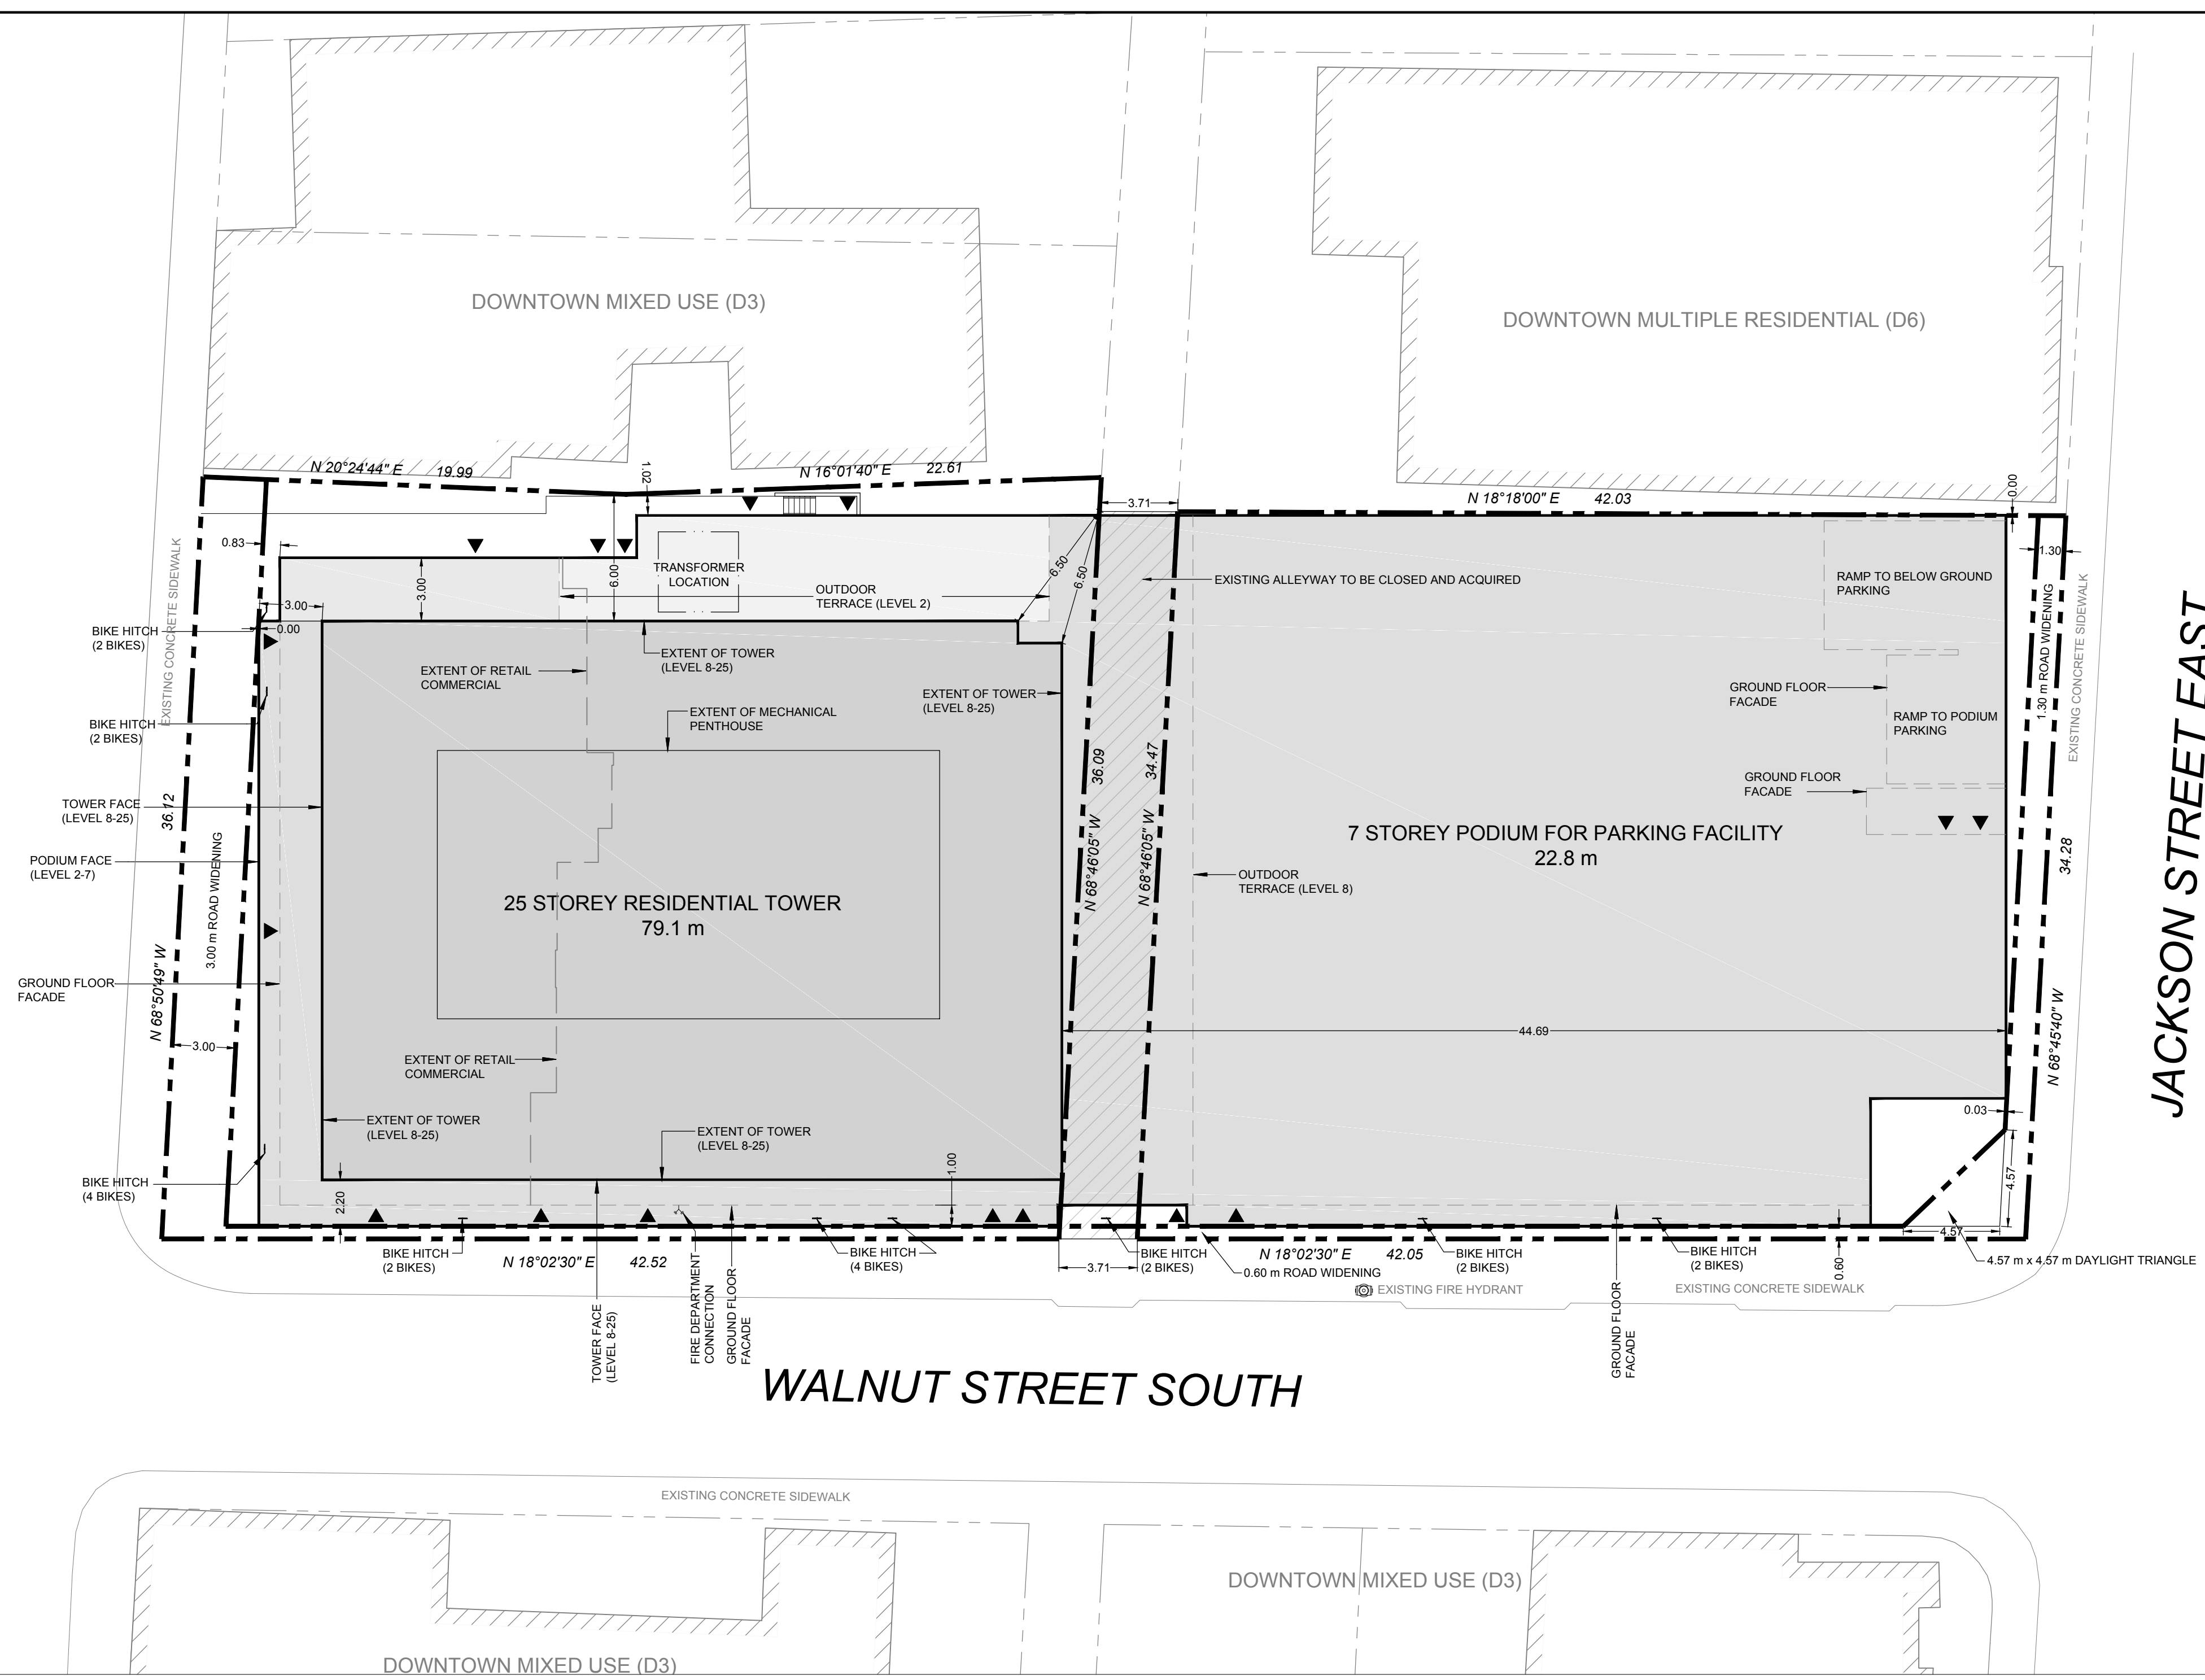 DOWNTOWN MIXED USE (D3)
DOWNTOWN MULTIPLE RESIDENTIAL (D6)
N 20°24'44" E 19.99
1.02
N 16°01'40" E 22.61
3.71
N 18°18'00" E 42.03
0.00
EXISTING CONCRETE SIDEWALK
0.83
3.00
6.00
TRANSFORMER
LOCATION
OUTDOOR
TERRACE (LEVEL 2)
6.50
6.50
EXISTING ALLEYWAY TO BE CLOSED AND ACQUIRED
RAMP TO BELOW GROUND
PARKING
1.30
1.30 m ROAD WIDENING
EXISTING CONCRETE SIDEWALK
JACKSON STREET EAST
3.00
0.00
BIKE HITCH
(2 BIKES)
EXTENT OF TOWER
(LEVEL 8-25)
EXTENT OF RETAIL
COMMERCIAL
EXTENT OF TOWER
(LEVEL 8-25)
GROUND FLOOR
FACADE
RAMP TO PODIUM
PARKING
BIKE HITCH
(2 BIKES)
EXTENT OF MECHANICAL
PENTHOUSE
36.09
34.47
GROUND FLOOR
FACADE
TOWER FACE
(LEVEL 8-25)
36.12
3.00 m ROAD WIDENING
7 STOREY PODIUM FOR PARKING FACILITY
22.8 m
34.28
PODIUM FACE
(LEVEL 2-7)
25 STOREY RESIDENTIAL TOWER
79.1 m
N 68°46'05" W
N 68°46'05" W
OUTDOOR
TERRACE (LEVEL 8)
GROUND FLOOR
FACADE
N 68°50'49" W
3.00
44.69
N 68°45'40" W
EXTENT OF RETAIL
COMMERCIAL
EXTENT OF TOWER
(LEVEL 8-25)
EXTENT OF TOWER
(LEVEL 8-25)
0.03
1.00
4.57
BIKE HITCH
(4 BIKES)
2.20
4.57
BIKE HITCH
(2 BIKES)
N 18°02'30" E 42.52
BIKE HITCH
(4 BIKES)
3.71
BIKE HITCH
(2 BIKES)
0.60 m ROAD WIDENING
N 18°02'30" E 42.05
BIKE HITCH
(2 BIKES)
BIKE HITCH
(2 BIKES)
0.60
4.57 m x 4.57 m DAYLIGHT TRIANGLE
EXISTING FIRE HYDRANT
EXISTING CONCRETE SIDEWALK
TOWER FACE
(LEVEL 8-25)
FIRE DEPARTMENT
CONNECTION
GROUND FLOOR
FACADE
GROUND FLOOR
FACADE
WALNUT STREET SOUTH
EXISTING CONCRETE SIDEWALK
DOWNTOWN MIXED USE (D3)
DOWNTOWN MIXED USE (D3)